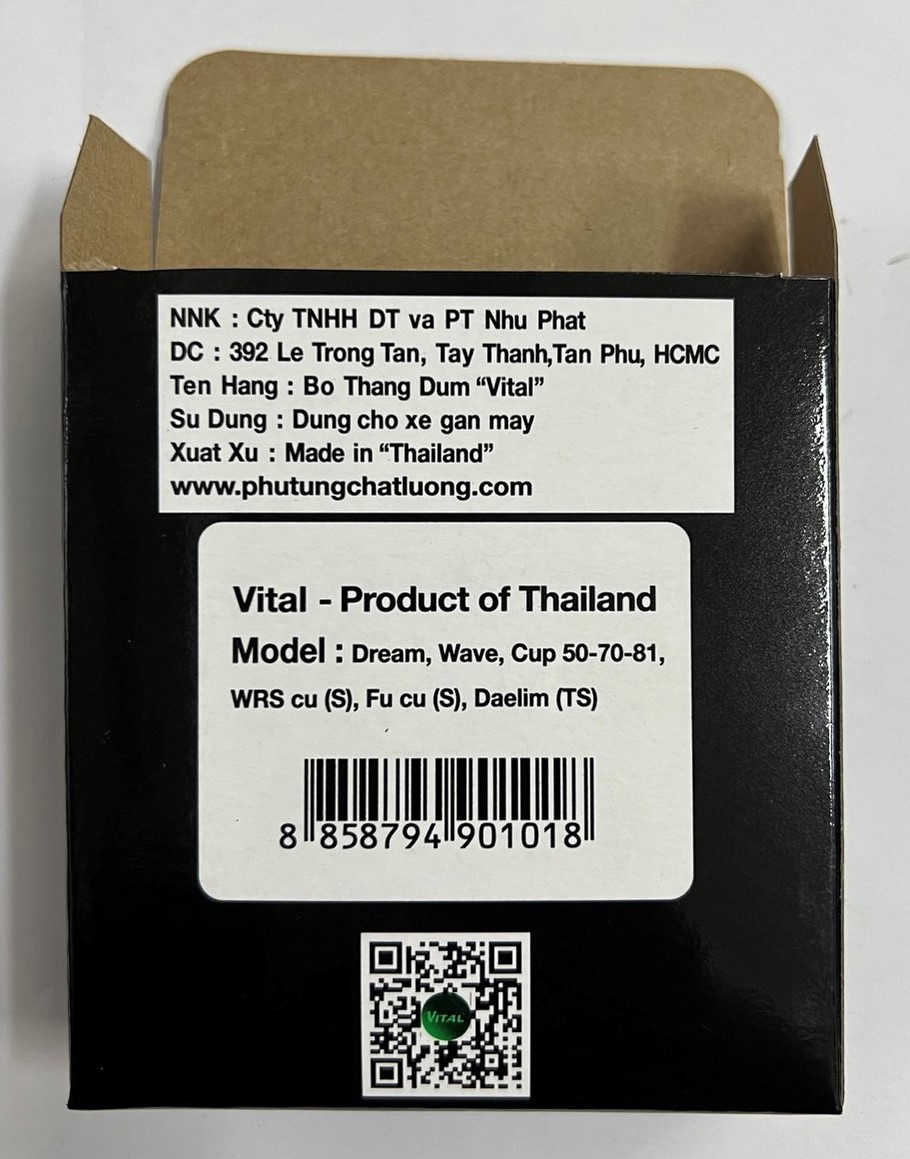 NNK : Cty TNHH DT va PT Nhu Phat
DC : 392 Le Trong Tan, Tay Thanh,Tan Phu, HCMC
Ten Hang : Bo Thang Dum “Vital”
Su Dung : Dung cho xe gan may
Xuat Xu : Made in “Thailand”
www.phutungchatluong.com
Vital - Product of Thailand
Model : Dream, Wave, Cup 50-70-81,
WRS cu (S), Fu cu (S), Daelim (TS)
8 858794 901018
VITAL